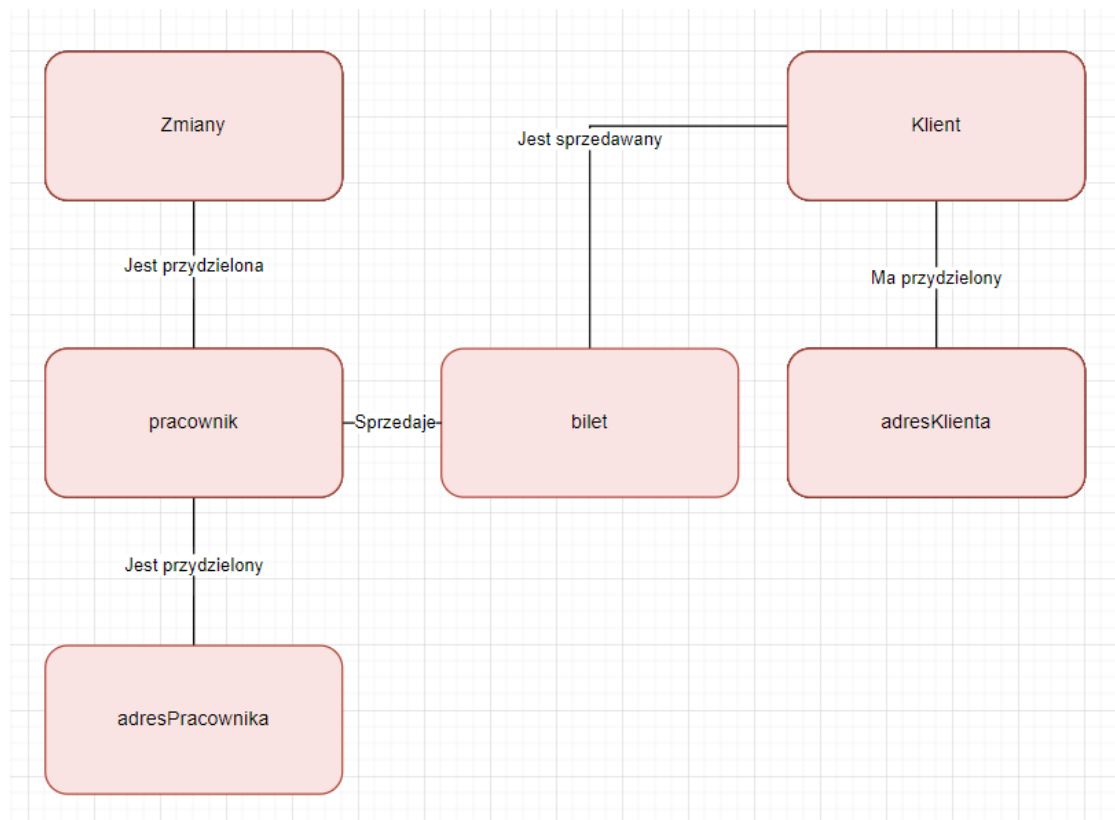 Zmiany
Klient
Jest sprzedawany
Jest przydzielona
Ma przydzielony
pracownik
Sprzedaje
bilet
adresKlienta
Jest przydzielony
adresPracownika